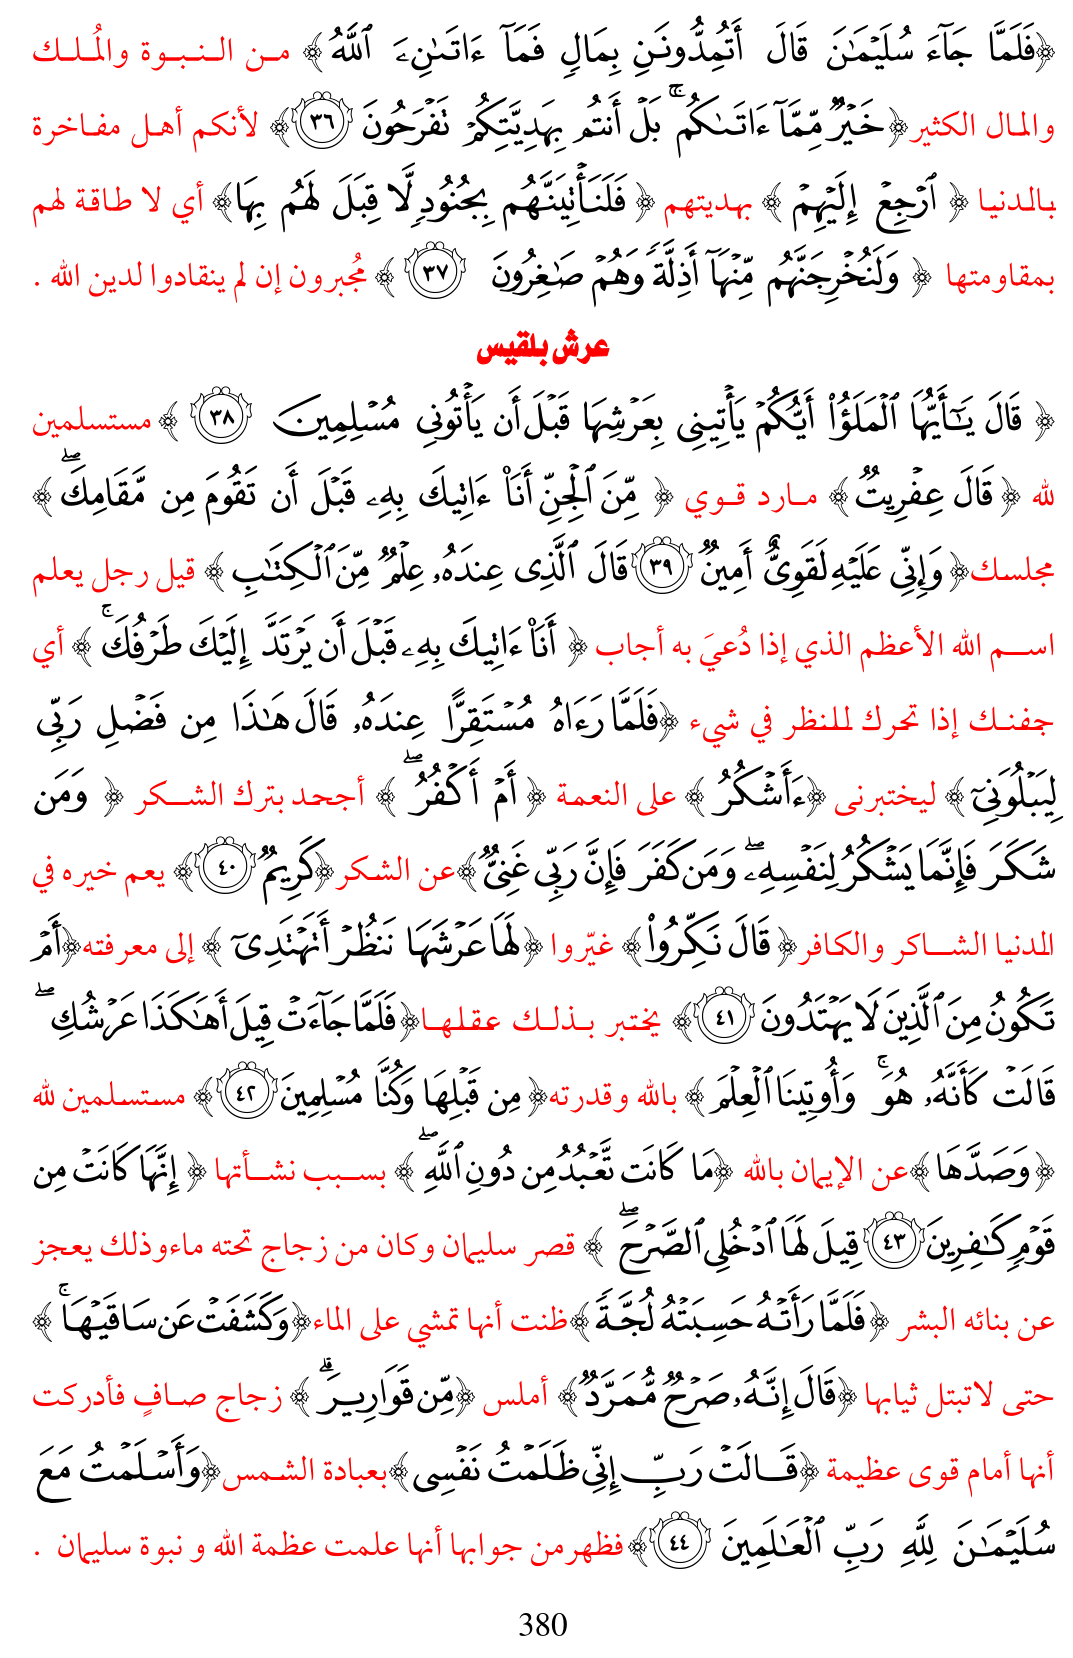 ﴿فَلَمَّا جَآءَ سُلَيْمَـٰنَ قَالَ أَتُمِدُّونَنِ بِمَالٍ فَمَآ ءَاتَىٰنِۦَ ٱللَّهُ﴾ من النبوة والمُلك
والمال الكثير﴿خَيْرٌ مِّمَّآ ءَاتَىٰكُم ۚ بَلْ أَنتُم بِهَدِيَّتِكُمْ تَفْرَحُونَ ٣٦﴾ لأنكم أهل مفاخرة
بالدنيا ﴿ ٱرْجِعْ إِلَيْهِمْ ﴾ بهديتهم ﴿ فَلَنَأْتِيَنَّهُم بِجُنُودٍ لَّا قِبَلَ لَهُم بِهَا﴾ أي لا طاقة لهم
بمقاومتها ﴿ وَلَنُخْرِجَنَّهُم مِّنْهَآ أَذِلَّةً وَهُمْ صَـٰغِرُونَ ٣٧ ﴾ مُجبرون إن لم ينقادوا لدين الله .
عرش بلقيس
﴿ قَالَ يَـٰٓأَيُّهَا ٱلْمَلَؤُا۟ أَيُّكُمْ يَأْتِينِى بِعَرْشِهَا قَبْلَ أَن يَأْتُونِى مُسْلِمِينَ ٣٨ ﴾ مستسلمين
لله ﴿ قَالَ عِفْرِيتٌ ﴾ مارد قوي ﴿ مِّنَ ٱلْجِنِّ أَنَا۠ ءَاتِيكَ بِهِۦ قَبْلَ أَن تَقُومَ مِن مَّقَامِكَ ۖ ﴾
مجلسك﴿ وَإِنِّى عَلَيْهِ لَقَوِىٌّ أَمِينٌ ٣٩ قَالَ ٱلَّذِى عِندَهُۥ عِلْمٌ مِّنَ ٱلْكِتَـٰبِ ﴾ قيل رجل يعلم
اسم الله الأعظم الذي إذا دُعيَ به أجاب ﴿ أَنَا۠ ءَاتِيكَ بِهِۦ قَبْلَ أَن يَرْتَدَّ إِلَيْكَ طَرْفُكَ ۚ ﴾ أي
جفنك إذا تحرك للنظر في شيء ﴿فَلَمَّا رَءَاهُ مُسْتَقِرًّا عِندَهُۥ قَالَ هَـٰذَا مِن فَضْلِ رَبِّى
لِيَبْلُوَنِىٓ ﴾ ليختبرنى ﴿ءَأَشْكُرُ ﴾ على النعمة ﴿ أَمْ أَكْفُرُ ۖ ﴾ أجحد بترك الشكر ﴿ وَمَن
شَكَرَ فَإِنَّمَا يَشْكُرُ لِنَفْسِهِۦ ۖ وَمَن كَفَرَ فَإِنَّ رَبِّى غَنِىٌّ ﴾عن الشكر﴿كَرِيمٌ ٤٠﴾ يعم خيره في
الدنيا الشاكر والكافر﴿ قَالَ نَكِّرُوا۟﴾ غيّروا ﴿لَهَا عَرْشَهَا نَنظُرْ أَتَهْتَدِىٓ ﴾ إلى معرفته﴿أَمْ
تَكُونُ مِنَ ٱلَّذِينَ لَا يَهْتَدُونَ ٤١﴾ يختبر بذلك عقلها﴿فَلَمَّا جَآءَتْ قِيلَ أَهَـٰكَذَا عَرْشُكِ ۖ
قَالَتْ كَأَنَّهُۥ هُوَ ۚ وَأُوتِينَا ٱلْعِلْمَ ﴾ بالله وقدرته﴿ مِن قَبْلِهَا وَكُنَّا مُسْلِمِينَ ٤٢﴾ مستسلمين لله
﴿ وَصَدَّهَا ﴾عن الإيمان بالله ﴿مَا كَانَت تَّعْبُدُ مِن دُونِ ٱللَّهِ ۖ ﴾ بسبب نشأتها ﴿ إِنَّهَا كَانَتْ مِن
قَوْمٍ كَـٰفِرِينَ ٤٣ قِيلَ لَهَا ٱدْخُلِى ٱلصَّرْحَ ۖ ﴾ قصر سليمان وكان من زجاج تحته ماءوذلك يعجز
عن بنائه البشر ﴿ فَلَمَّا رَأَتْهُ حَسِبَتْهُ لُجَّةً ﴾ظنت أنها تمشي على الماء﴿وَكَشَفَتْ عَن سَاقَيْهَا ۚ ﴾
حتى لاتبتل ثيابها ﴿قَالَ إِنَّهُۥ صَرْحٌ مُّمَرَّدٌ﴾ أملس ﴿مِّن قَوَارِيرَ ۗ ﴾ زجاج صافٍ فأدركت
أنها أمام قوى عظيمة ﴿قَالَتْ رَبِّ إِنِّى ظَلَمْتُ نَفْسِى﴾بعبادة الشمس﴿وَأَسْلَمْتُ مَعَ
سُلَيْمَـٰنَ لِلَّهِ رَبِّ ٱلْعَـٰلَمِينَ ٤٤﴾فظهرمن جوابها أنها علمت عظمة الله و نبوة سليمان .
380